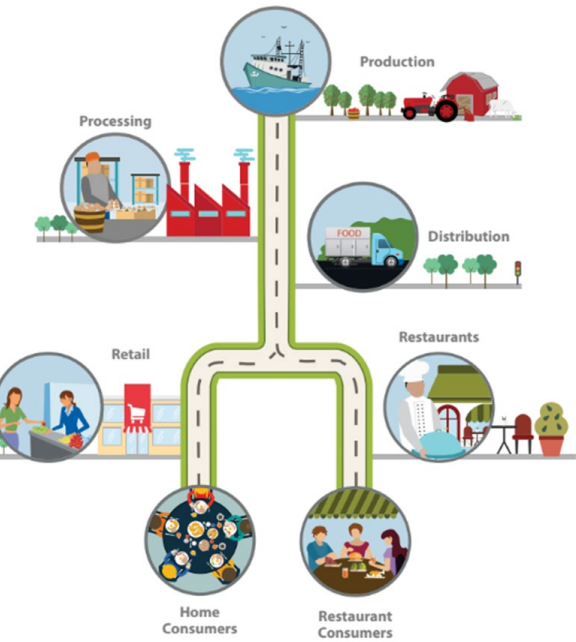 Production
Processing
FOOD
Distribution
Restaurants
Retail
Home
Consumers
Restaurant
Consumers